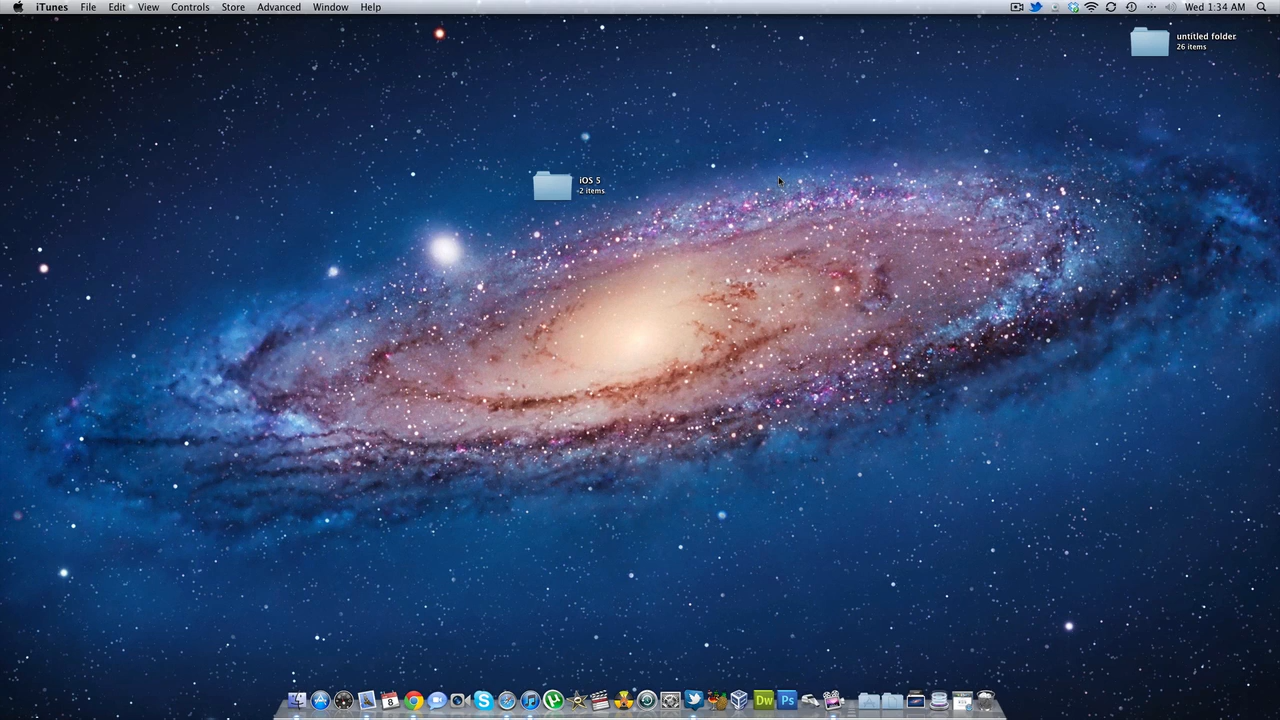 iTunes File Edit View Controls Store Advanced Window Help Wed 1:34 AM
untitled folder
26 items
iOS 5
2 items
8
Dw
Ps